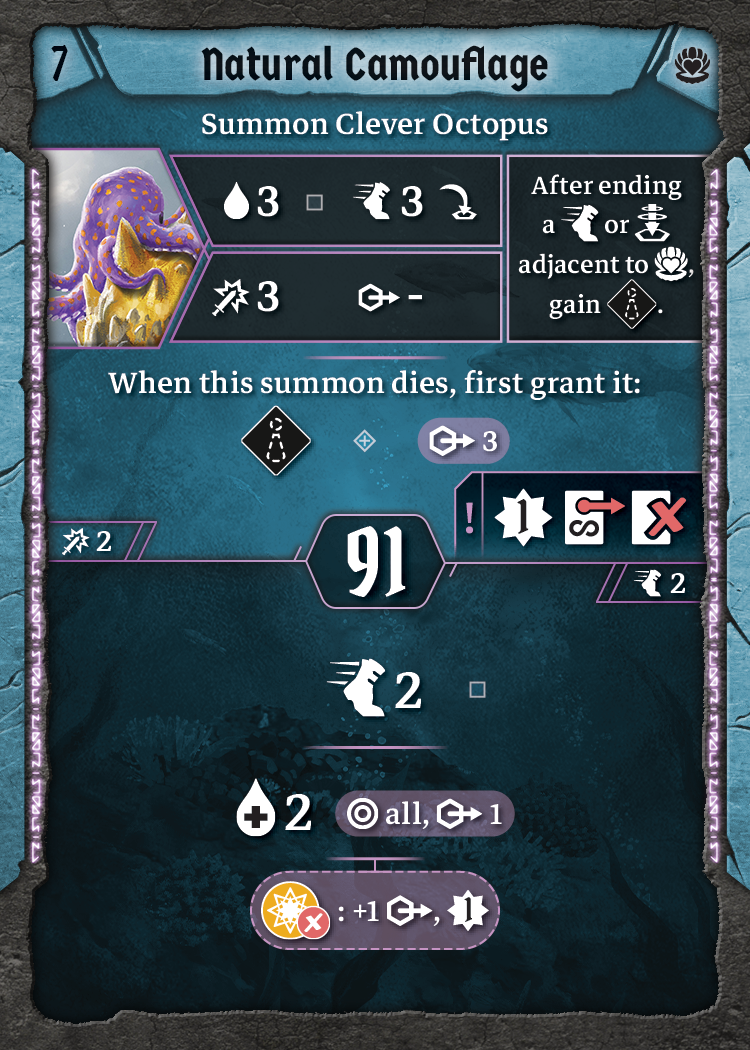 7
Natural Camouflage
Summon Clever Octopus
3 3
3 -
After ending
a or
adjacent to ,
gain .
When this summon dies, first grant it:
3
! 1
2
91
2
2
2 all, 1
: +1 , 1